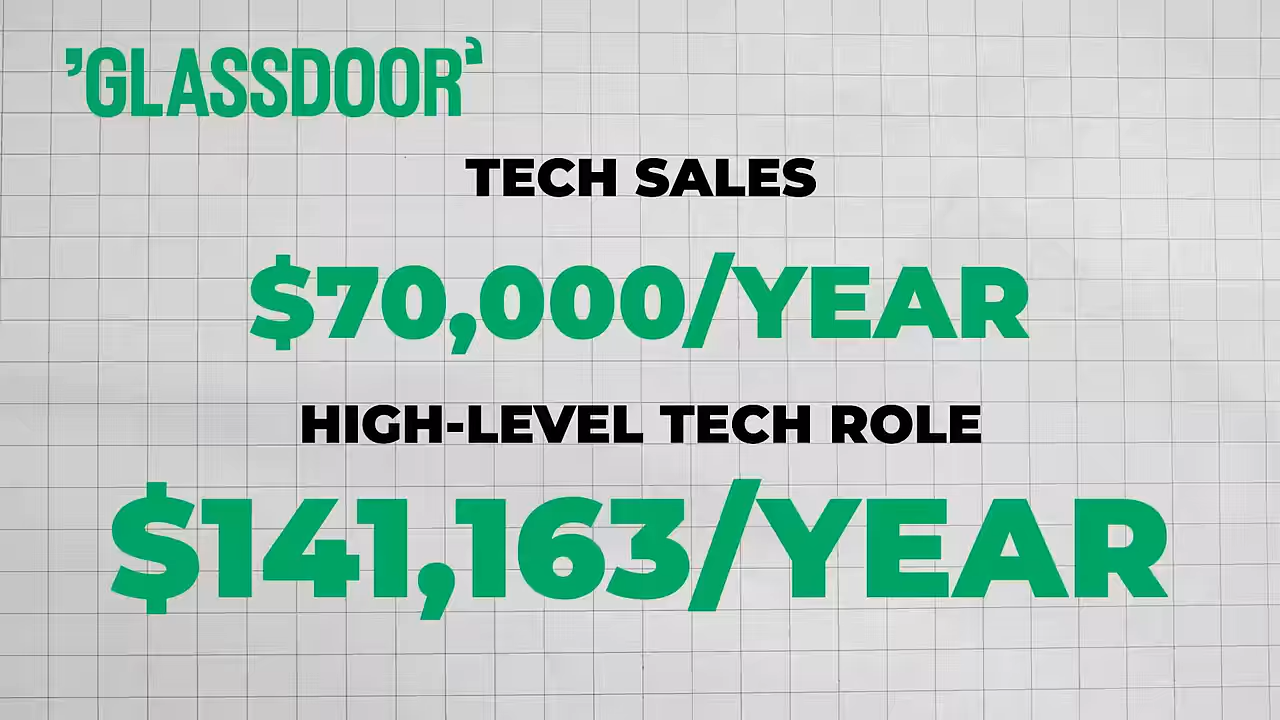 ’GLASSDOOR’
TECH SALES
$70,000/YEAR
HIGH-LEVEL TECH ROLE
$141,163/YEAR